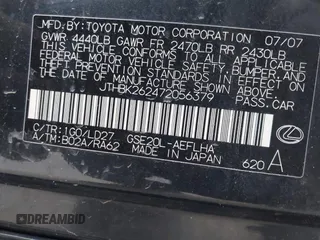 MFD. BY: TOYOTA MOTOR CORPORATION 07/07
GVWR 4440LB GAWR FR 2470LB RR 2430LB
THIS VEHICLE CONFORMS TO ALL APPLICABLE
FEDERAL MOTOR VEHICLE SAFETY, BUMPER, AND
THEFT PREVENTION STANDARDS IN EFFECT ON
THE DATE OF MANUFACTURE SHOWN ABOVE.
JTHBK262472056379
C/TR: 1G0/LD27 GSE20L-AEFLHA
A/TM: B02A/RA62 MADE IN JAPAN 620 A
DREAMBID